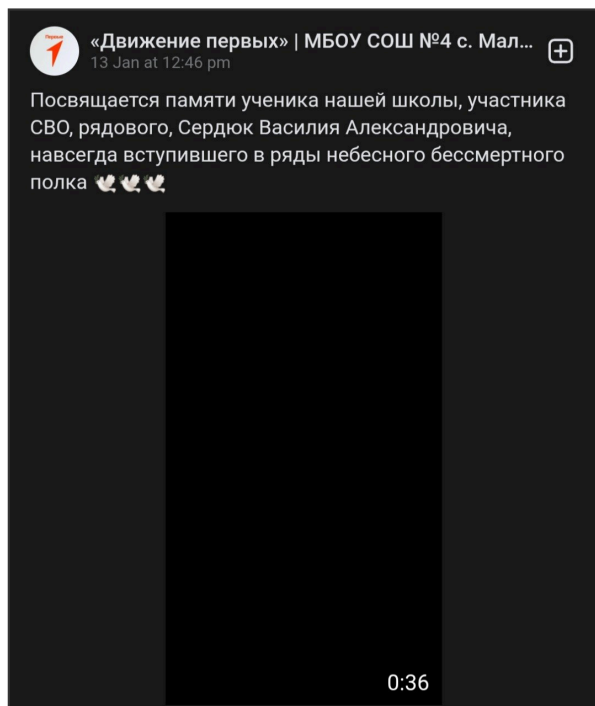 Первые
«Движение первых» | МБОУ СОШ №4 с. Мал...
13 Jan at 12:46 pm
Посвящается памяти ученика нашей школы, участника
СВО, рядового, Сердюк Василия Александровича,
навсегда вступившего в ряды небесного бессмертного
полка 🕊️🕊️🕊️
0:36